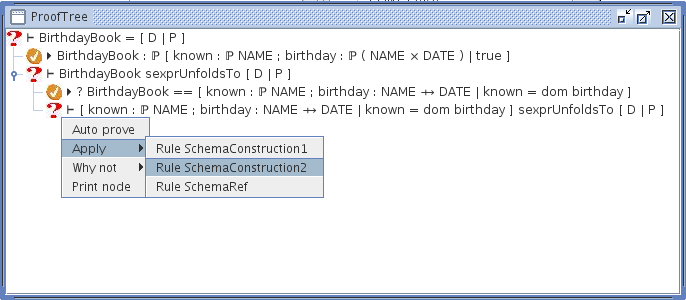 ProofTree
⊢ BirthdayBook = [ D | P ]
BirthdayBook : ℙ [ known : ℙ NAME ; birthday : ℙ ( NAME × DATE ) | true ]
⊢ BirthdayBook sexprUnfoldsTo [ D | P ]
? BirthdayBook == [ known : ℙ NAME ; birthday : NAME ⇸ DATE | known = dom birthday ]
⊢ [ known : ℙ NAME ; birthday : NAME ⇸ DATE | known = dom birthday ] sexprUnfoldsTo [ D | P ]
Auto prove
Apply
Rule SchemaConstruction1
Why not
Rule SchemaConstruction2
Print node
Rule SchemaRef